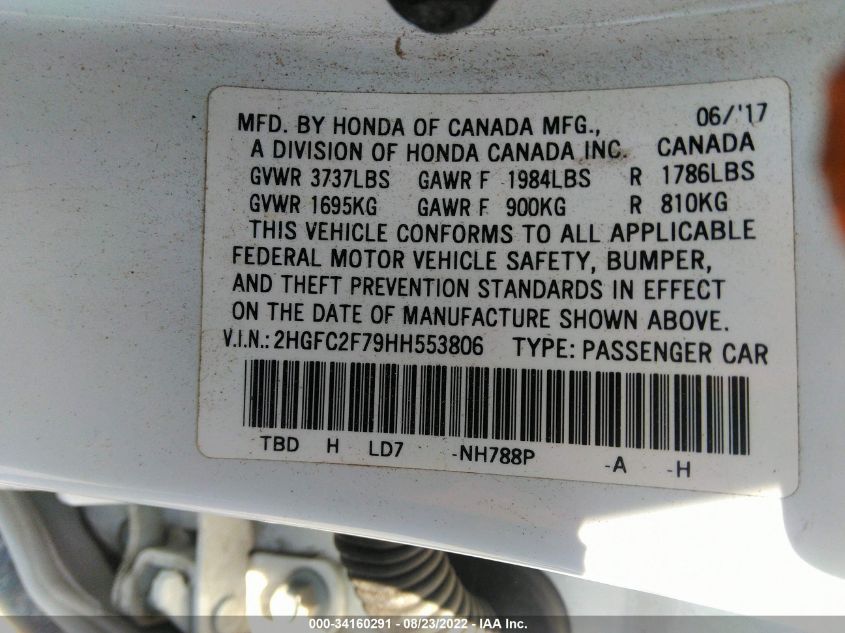 06/'17
MFD. BY HONDA OF CANADA MFG.,
A DIVISION OF HONDA CANADA INC. CANADA
GVWR 3737LBS GAWR F 1984LBS R 1786LBS
GVWR 1695KG GAWR F 900KG R 810KG
THIS VEHICLE CONFORMS TO ALL APPLICABLE
FEDERAL MOTOR VEHICLE SAFETY, BUMPER,
AND THEFT PREVENTION STANDARDS IN EFFECT
ON THE DATE OF MANUFACTURE SHOWN ABOVE.
V.I.N.: 2HGFC2F79HH553806 TYPE: PASSENGER CAR
TBD H LD7 -NH788P -A -H
000-34160291 - 08/23/2022 - IAA Inc.